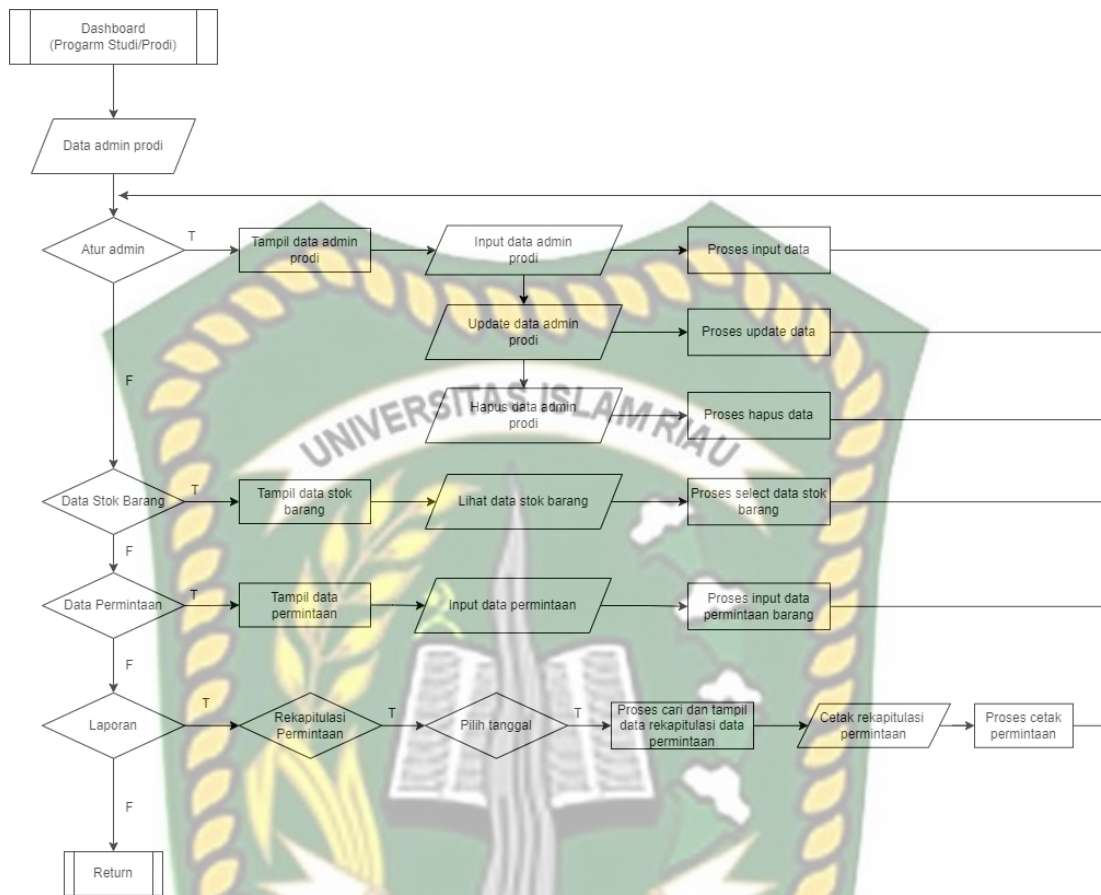 Dashboard
(Progarm Studi/Prodi)
Data admin prodi
Atur admin
T
Tampil data admin
prodi
Input data admin
prodi
Proses input data
Update data admin
prodi
Proses update data
F
UNIVERSITAS ISLAM RIAU
Hapus data admin
prodi
Proses hapus data
Data Stok Barang
T
Tampil data stok
barang
Lihat data stok barang
Proses select data stok
barang
F
Data Permintaan
T
Tampil data
permintaan
Input data permintaan
Proses input data
permintaan barang
F
Laporan
T
Rekapitulasi
Permintaan
T
Pilih tanggal
T
Proses cari dan tampil
data rekapitulasi data
permintaan
Cetak rekapitulasi
permintaan
Proses cetak
permintaan
F
Return